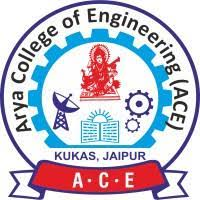 Arya College of Engineering (ACE)
KUKAS, JAIPUR
A·C·E